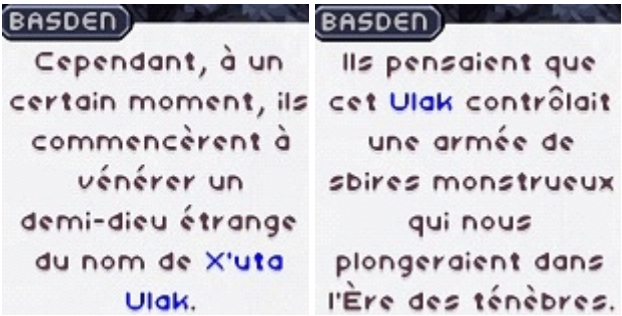 BASDEN
Cependant, à un
certain moment, ils
commencèrent à
vénérer un
demi-dieu étrange
du nom de X'uta
Ulak.
BASDEN
Ils pensaient que
cet Ulak contrôlait
une armée de
sbires monstrueux
qui nous
plongeraient dans
l'Ère des ténèbres.